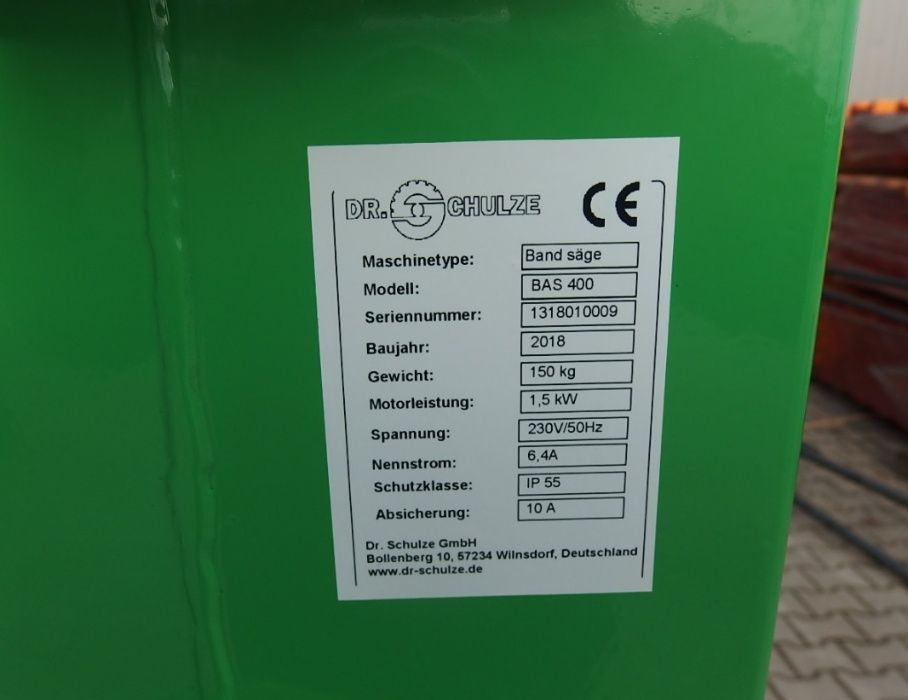 DR. SCHULZE CE
Maschinetype: Band säge
Modell: BAS 400
Seriennummer: 1318010009
Baujahr: 2018
Gewicht: 150 kg
Motorleistung: 1,5 kW
Spannung: 230V/50Hz
Nennstrom: 6,4A
Schutzklasse: IP 55
Absicherung: 10 A
Dr. Schulze GmbH
Bollenberg 10, 57234 Wilnsdorf, Deutschland
www.dr-schulze.de